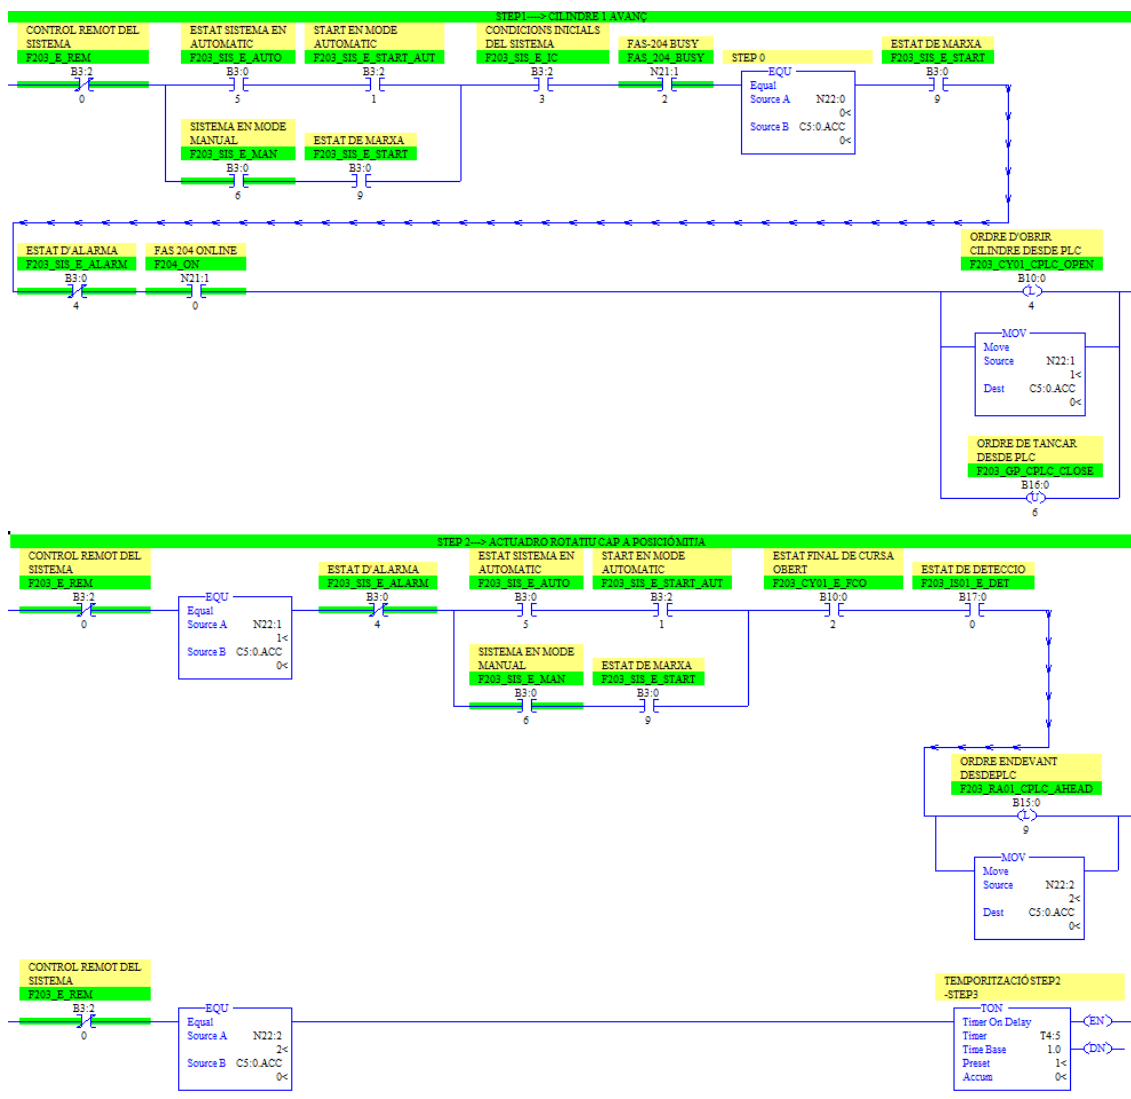 STEP1----> CILINDRE 1 AVANÇ
CONTROL REMOT DEL
SISTEMA
F203_E_REM
B3:2
0
ESTAT SISTEMA EN
AUTOMATIC
F203_SIS_E_AUTO
B3:0
5
START EN MODE
AUTOMATIC
F203_SIS_E_START_AUT
B3:2
1
CONDICIONS INICIALS
DEL SISTEMA
F203_SIS_E_IC
B3:2
3
FAS-204 BUSY
FAS_204_BUSY
N21:1
2
STEP 0
EQU
Equal
Source A N22:0
0<
Source B C5:0.ACC
0<
ESTAT DE MARXA
F203_SIS_E_START
B3:0
9
SISTEMA EN MODE
MANUAL
F203_SIS_E_MAN
B3:0
6
ESTAT DE MARXA
F203_SIS_E_START
B3:0
9
ESTAT D'ALARMA
F203_SIS_E_ALARM
B3:0
4
FAS 204 ONLINE
F204_ON
N21:1
0
ORDRE D'OBRIR
CILINDRE DESDE PLC
F203_CY01_CPLC_OPEN
B10:0
L
4
MOV
Move
Source N22:1
1<
Dest C5:0.ACC
0<
ORDRE DE TANCAR
DESDE PLC
F203_GP_CPLC_CLOSE
B16:0
U
6
STEP 2---> ACTUADRO ROTATIU CAP A POSICIÓ MITJA
CONTROL REMOT DEL
SISTEMA
F203_E_REM
B3:2
0
EQU
Equal
Source A N22:1
1<
Source B C5:0.ACC
0<
ESTAT D'ALARMA
F203_SIS_E_ALARM
B3:0
4
ESTAT SISTEMA EN
AUTOMATIC
F203_SIS_E_AUTO
B3:0
5
START EN MODE
AUTOMATIC
F203_SIS_E_START_AUT
B3:2
1
ESTAT FINAL DE CURSA
OBERT
F203_CY01_E_FCO
B10:0
2
ESTAT DE DETECCIO
F203_IS01_E_DET
B17:0
0
SISTEMA EN MODE
MANUAL
F203_SIS_E_MAN
B3:0
6
ESTAT DE MARXA
F203_SIS_E_START
B3:0
9
ORDRE ENDEVANT
DESDEPLC
F203_RA01_CPLC_AHEAD
B15:0
L
9
MOV
Move
Source N22:2
2<
Dest C5:0.ACC
0<
CONTROL REMOT DEL
SISTEMA
F203_E_REM
B3:2
0
EQU
Equal
Source A N22:2
2<
Source B C5:0.ACC
0<
TEMPORITZACIÓ STEP2
-STEP3
TON
Timer On Delay
Timer T4:5
Time Base 1.0
Preset 1<
Accum 0<
EN
DN